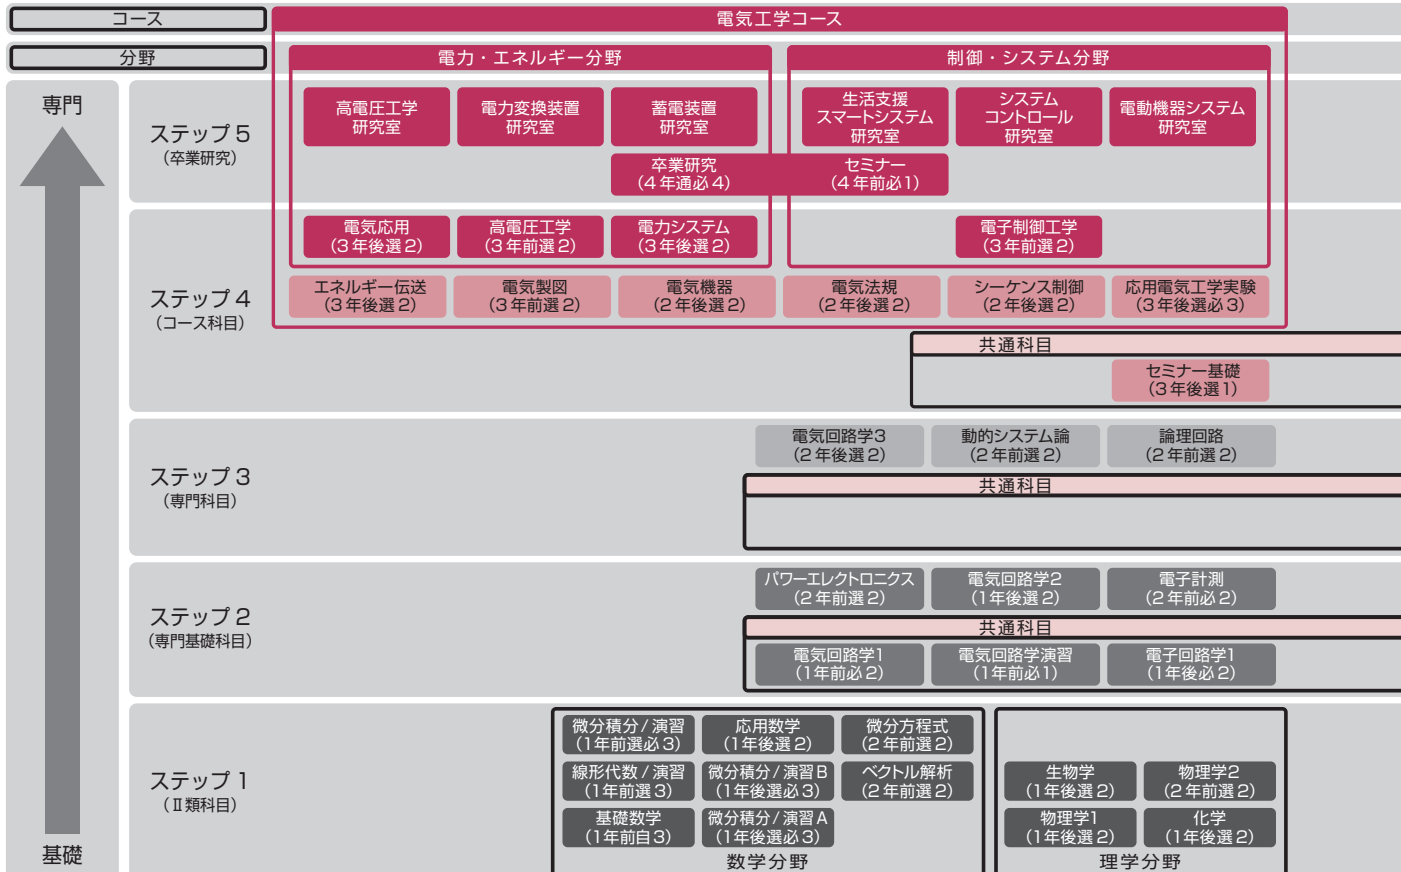 コース
電気工学コース
分野
電力・エネルギー分野
制御・システム分野
専門
ステップ 5
（卒業研究）
高電圧工学
研究室
電力変換装置
研究室
蓄電装置
研究室
生活支援
スマートシステム
研究室
システム
コントロール
研究室
電動機器システム
研究室
卒業研究
（4 年通必 4）
セミナー
（4 年前必1）
ステップ 4
（コース科目）
電気応用
（3 年後選 2）
高電圧工学
（3 年前選 2）
電力システム
（3 年後選 2）
電子制御工学
（3 年前選 2）
エネルギー伝送
（3 年後選 2）
電気製図
（3 年前選 2）
電気機器
（2 年後選 2）
電気法規
（2 年後選 2）
シーケンス制御
（2 年後選 2）
応用電気工学実験
（3 年後選必 3）
共通科目
セミナー基礎
（3 年後選1）
ステップ 3
（専門科目）
電気回路学3
（2 年後選 2）
動的システム論
（2 年前選 2）
論理回路
（2 年前選 2）
共通科目
ステップ 2
（専門基礎科目）
パワーエレクトロニクス
（2 年前選 2）
電気回路学2
（1年後選 2）
電子計測
（2 年前必 2）
共通科目
電気回路学1
（1年前必 2）
電気回路学演習
（1年前必1）
電子回路学1
（1年後必 2）
ステップ 1
（Ⅱ類科目）
微分積分 / 演習
（1年前選必 3）
応用数学
（1年後選 2）
微分方程式
（2 年前選 2）
線形代数 / 演習
（1年前選 3）
微分積分 / 演習 B
（1年後選必 3）
ベクトル解析
（2 年前選 2）
基礎数学
（1年前自 3）
微分積分 / 演習 A
（1年後選必 3）
数学分野
生物学
（1年後選 2）
物理学2
（2 年前選 2）
物理学1
（1年後選 2）
化学
（1年後選 2）
理学分野
基礎